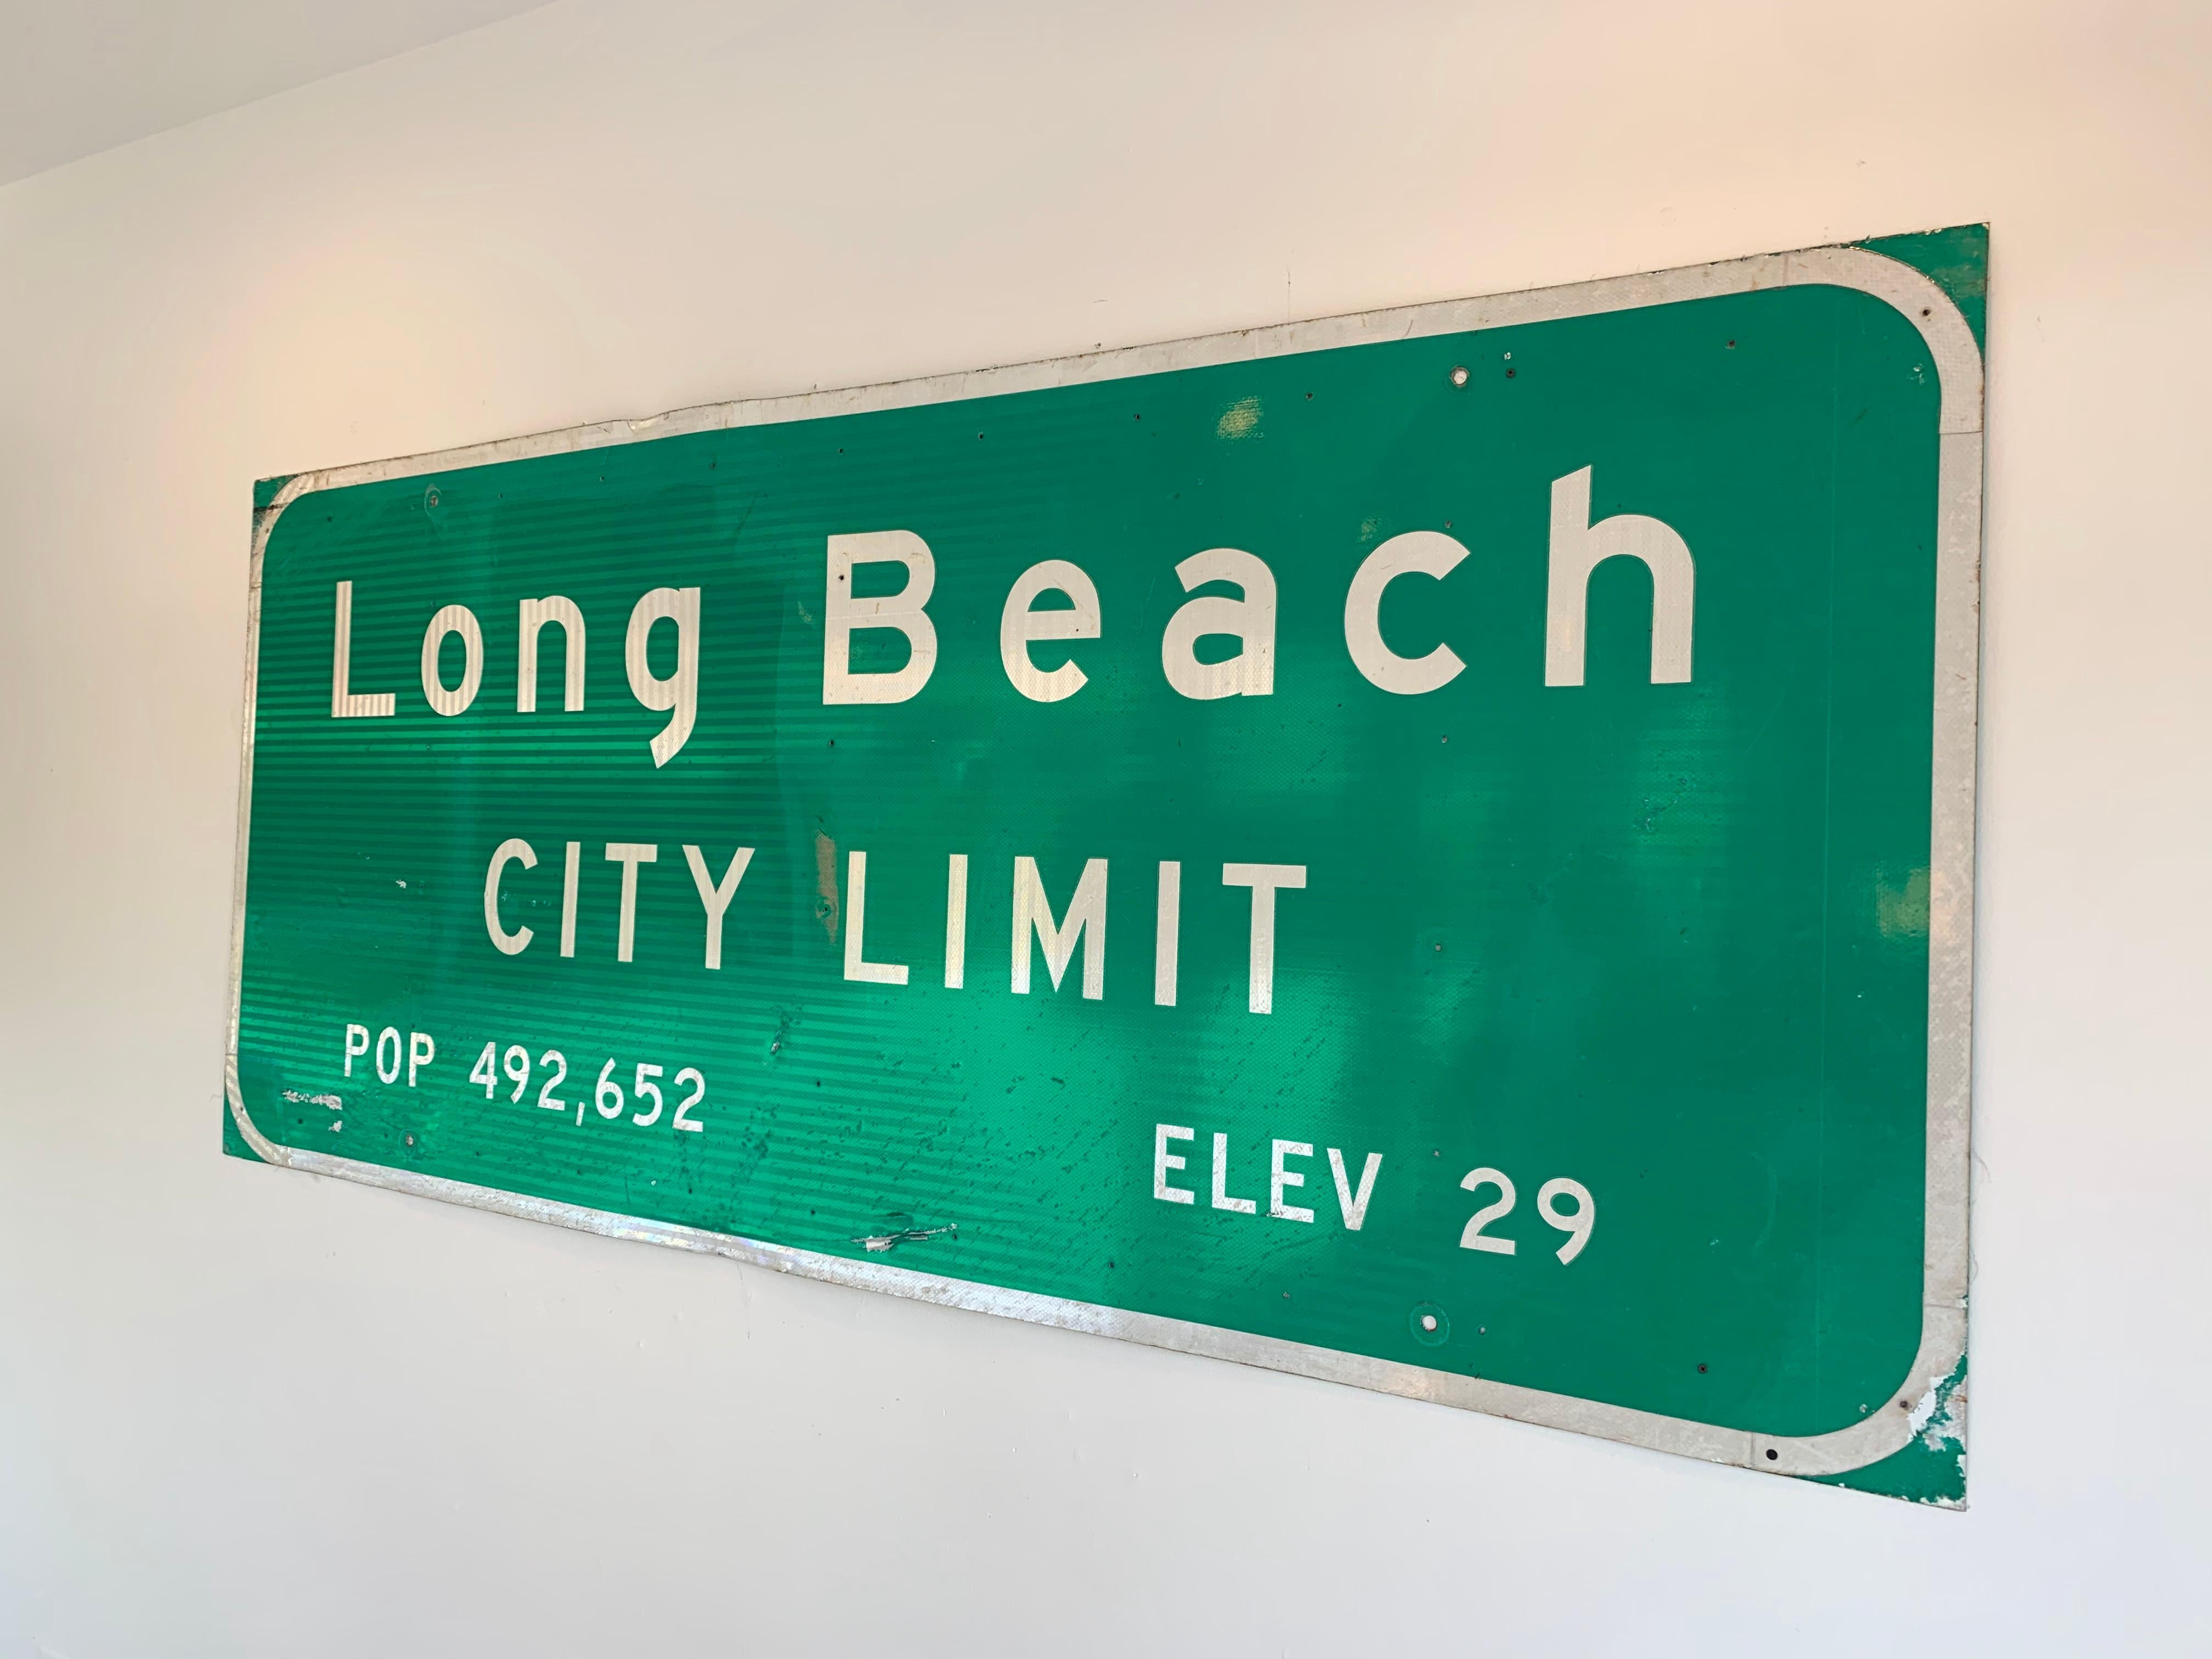 Long Beach
CITY LIMIT
POP 492,652
ELEV 29